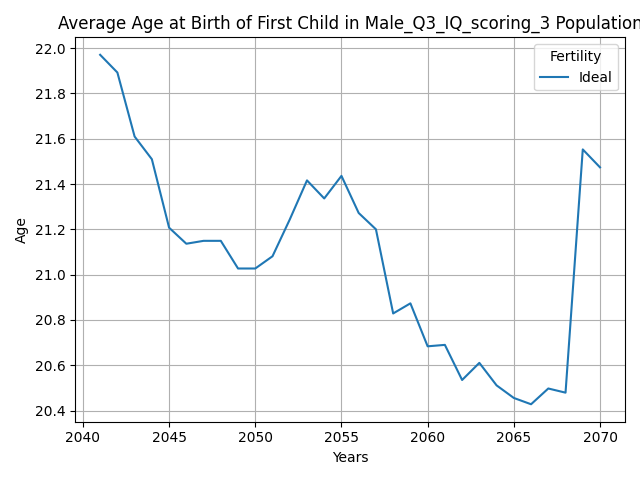 Average Age at Birth of First Child in Male_Q3_IQ_scoring_3 Population
22.0
21.8
21.6
21.4
21.2
21.0
20.8
20.6
20.4
Age
Fertility
Ideal
2040 2045 2050 2055 2060 2065 2070
Years